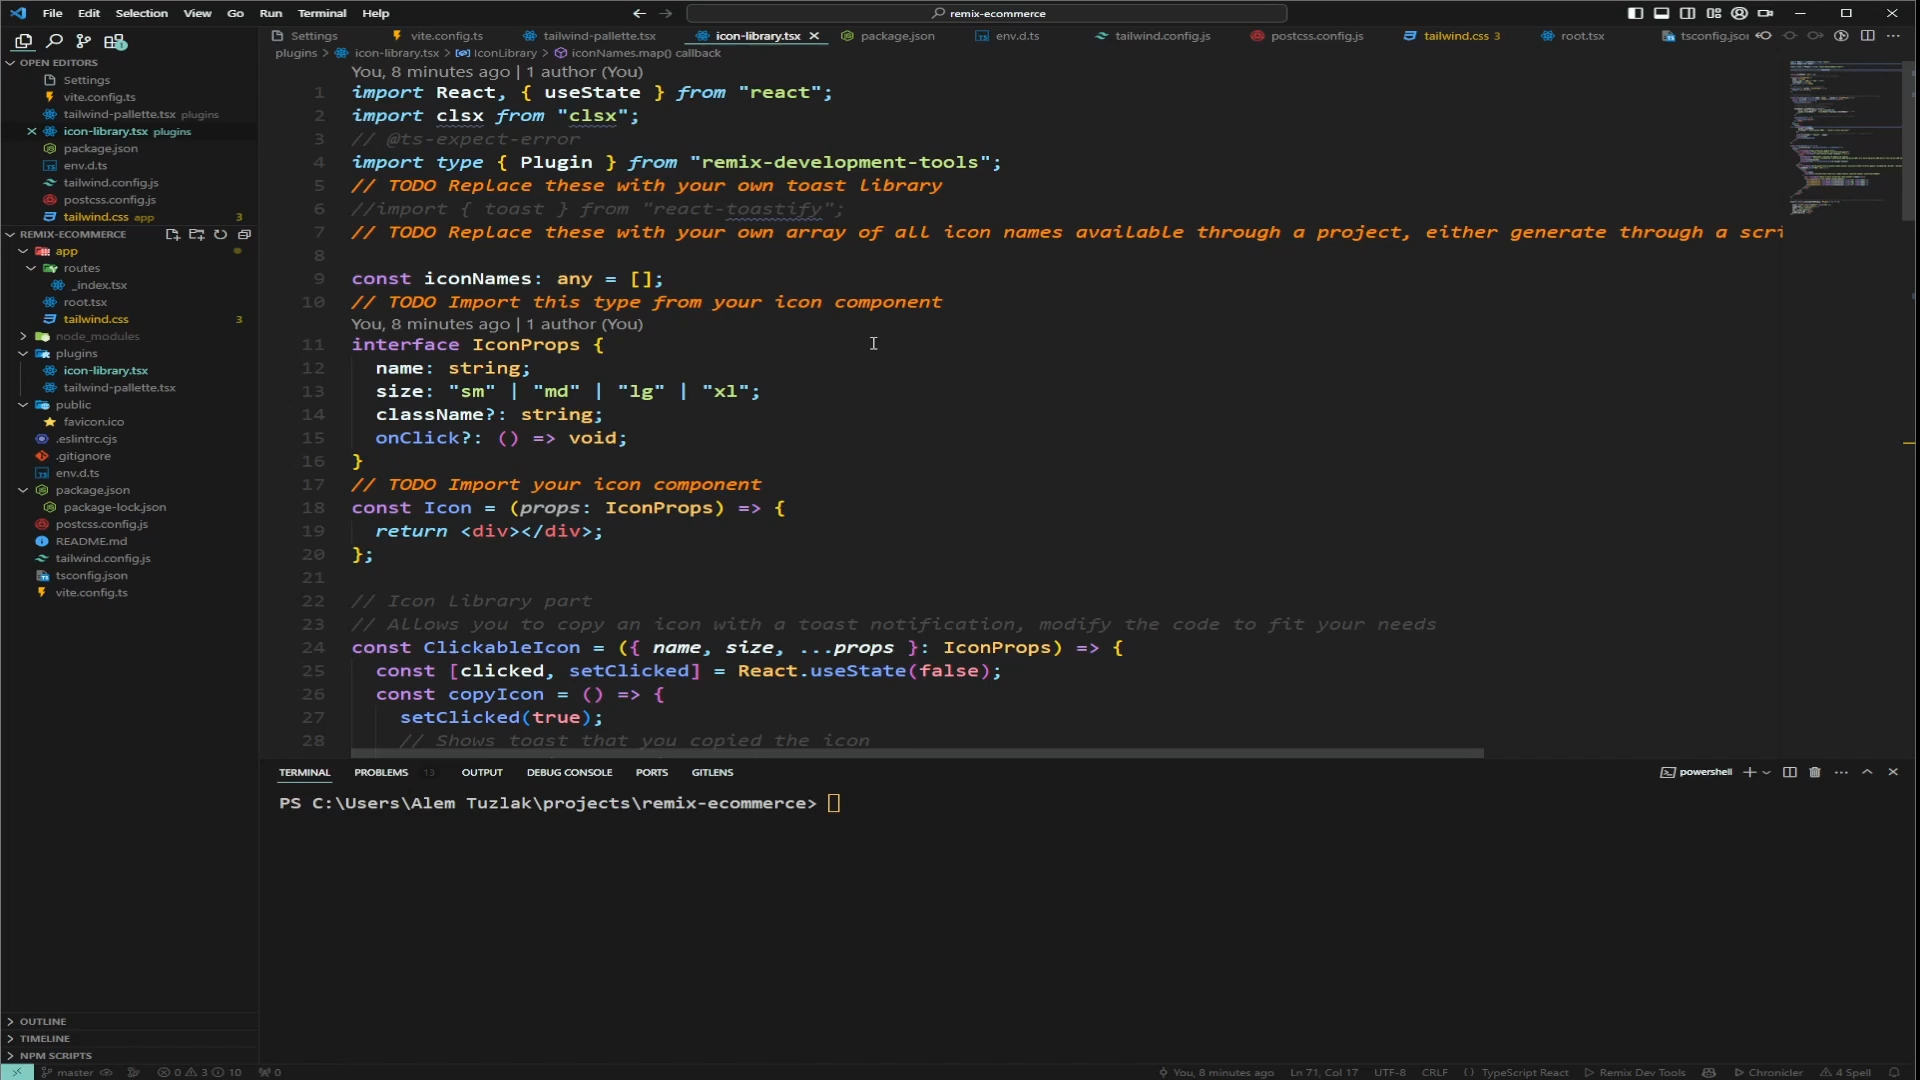 File Edit Selection View Go Run Terminal Help
remix-ecommerce
Settings vite.config.ts tailwind-pallette.tsx icon-library.tsx package.json env.d.ts tailwind.config.js postcss.config.js tailwind.css 3 root.tsx tsconfig.json
plugins > icon-library.tsx > IconLibrary > iconNames.map() callback
OPEN EDITORS
Settings
vite.config.ts
tailwind-pallette.tsx plugins
icon-library.tsx plugins
package.json
env.d.ts
tailwind.config.js
postcss.config.js
tailwind.css app 3
REMIX-ECOMMERCE
app
routes
_index.tsx
root.tsx
tailwind.css 3
node_modules
plugins
icon-library.tsx
tailwind-pallette.tsx
public
favicon.ico
.eslintrc.cjs
.gitignore
env.d.ts
package.json
package-lock.json
postcss.config.js
README.md
tailwind.config.js
tsconfig.json
vite.config.ts
OUTLINE
TIMELINE
NPM SCRIPTS
You, 8 minutes ago | 1 author (You)
1 import React, { useState } from "react";
2 import clsx from "clsx";
3 // @ts-expect-error
4 import type { Plugin } from "remix-development-tools";
5 // TODO Replace these with your own toast library
6 //import { toast } from "react-toastify";
7 // TODO Replace these with your own array of all icon names available through a project, either generate through a scri
8
9 const iconNames: any = [];
10 // TODO Import this type from your icon component
You, 8 minutes ago | 1 author (You)
11 interface IconProps {
12 name: string;
13 size: "sm" | "md" | "lg" | "xl";
14 className?: string;
15 onClick?: () => void;
16 }
17 // TODO Import your icon component
18 const Icon = (props: IconProps) => {
19 return <div></div>;
20 };
21
22 // Icon Library part
23 // Allows you to copy an icon with a toast notification, modify the code to fit your needs
24 const ClickableIcon = ({ name, size, ...props }: IconProps) => {
25 const [clicked, setClicked] = React.useState(false);
26 const copyIcon = () => {
27 setClicked(true);
28 // Shows toast that you copied the icon
TERMINAL PROBLEMS 13 OUTPUT DEBUG CONSOLE PORTS GITLENS
powershell
PS C:\Users\Alem Tuzlak\projects\remix-ecommerce>
master 0 3 10 0 You, 8 minutes ago Ln 71, Col 17 UTF-8 CRLF {} TypeScript React Remix Dev Tools Chronicler 4 Spell